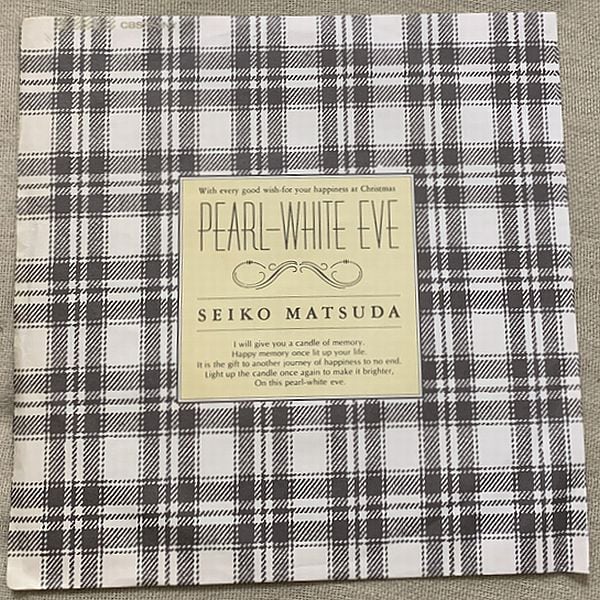 With every good wish for your happiness at Christmas
PEARL-WHITE EVE
SEIKO MATSUDA
I will give you a candle of memory.
Happy memory once lit up your life.
It is the gift to another journey of happiness to no end.
Light up the candle once again to make it brighter,
On this pearl-white eve.